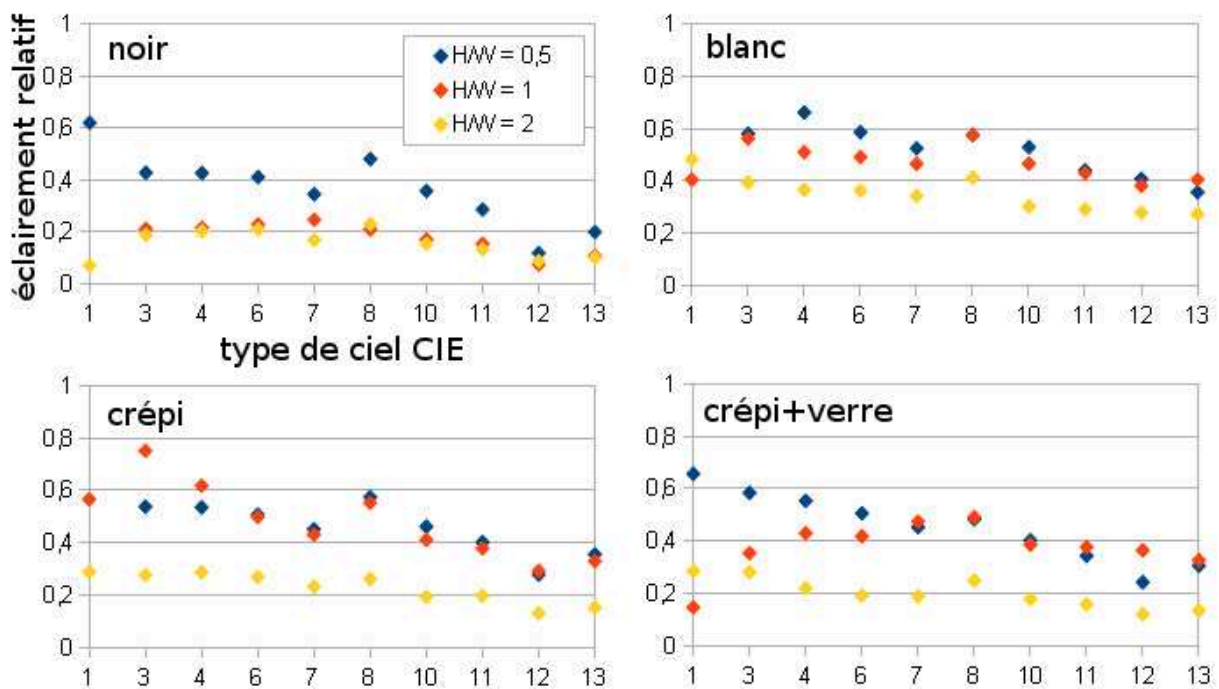 noir
H/W = 0,5
H/W = 1
H/W = 2
1
0,8
0,6
0,4
0,2
0
1 3 4 6 7 8 10 11 12 13
éclairement relatif
type de ciel CIE
blanc
1
0,8
0,6
0,4
0,2
0
1 3 4 6 7 8 10 11 12 13
crépi
1
0,8
0,6
0,4
0,2
0
1 3 4 6 7 8 10 11 12 13
crépi+verre
1
0,8
0,6
0,4
0,2
0
1 3 4 6 7 8 10 11 12 13